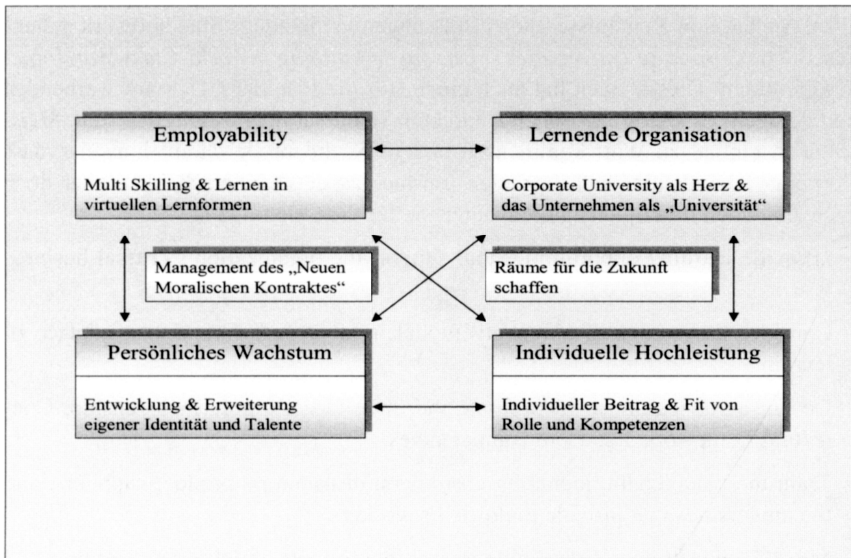 Employability
Multi Skilling & Lernen in
virtuellen Lernformen
Lernende Organisation
Corporate University als Herz &
das Unternehmen als „Universität“
Management des „Neuen
Moralischen Kontraktes“
Räume für die Zukunft
schaffen
Persönliches Wachstum
Entwicklung & Erweiterung
eigener Identität und Talente
Individuelle Hochleistung
Individueller Beitrag & Fit von
Rolle und Kompetenzen